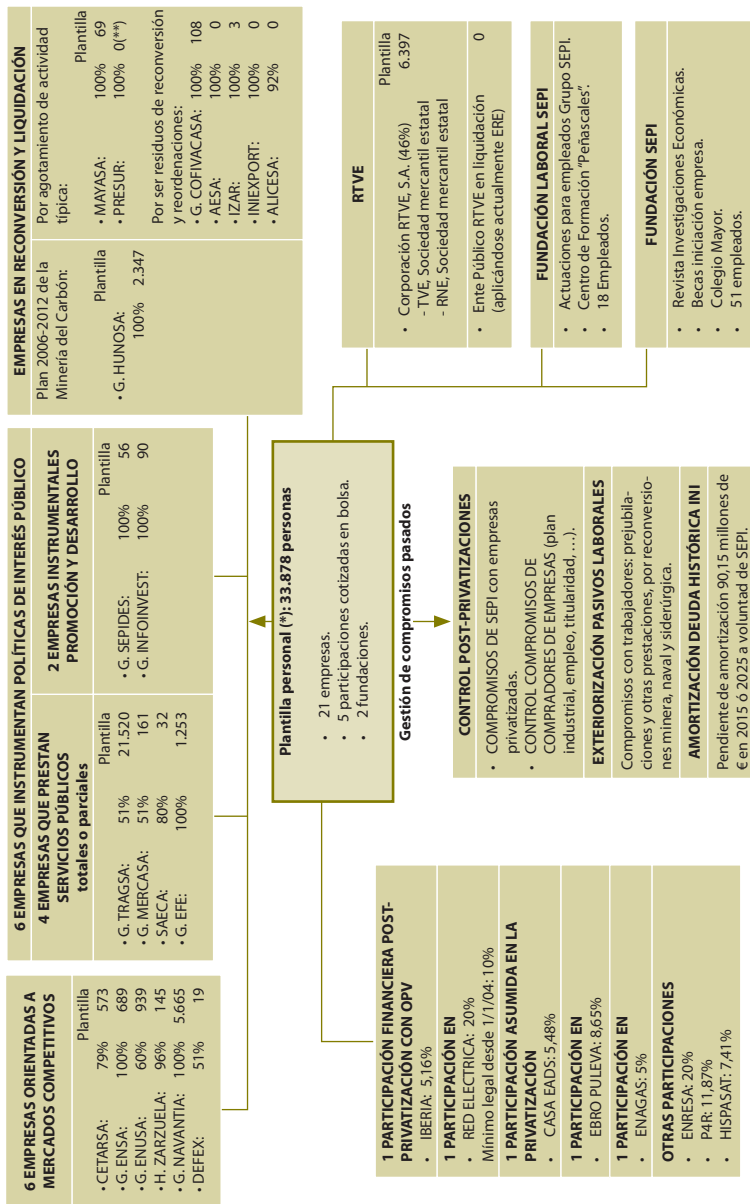 6 EMPRESAS ORIENTADAS A
MERCADOS COMPETITIVOS
Plantilla
• CETARSA: 79% 573
• G. ENSA: 100% 689
• G. ENUSA: 60% 939
• H. ZARZUELA: 96% 145
• G. NAVANTIA: 100% 5.665
• DEFEX: 51% 19
6 EMPRESAS QUE INSTRUMENTAN POLÍTICAS DE INTERÉS PÚBLICO
4 EMPRESAS QUE PRESTAN
SERVICIOS PÚBLICOS
totales o parciales
Plantilla
• G. TRAGSA: 51% 21.520
• G. MERCASA: 51% 161
• SAECA: 80% 32
• G. EFE: 100% 1.253
2 EMPRESAS INSTRUMENTALES
PROMOCIÓN Y DESARROLLO
Plantilla
• G. SEPIDES: 100% 56
• G. INFOINVEST: 100% 90
EMPRESAS EN RECONVERSIÓN Y LIQUIDACIÓN
Plan 2006-2012 de la
Minería del Carbón:
Plantilla
• G. HUNOSA:
100% 2.347
Por agotamiento de actividad
típica:
Plantilla
• MAYASA: 100% 69
• PRESUR: 100% 0(**)
Por ser residuos de reconversión
y reordenaciones:
• G. COFIVACASA: 100% 108
• AESA: 100% 0
• IZAR: 100% 3
• INIEXPORT: 100% 0
• ALICESA: 92% 0
Plantilla personal (*): 33.878 personas
• 21 empresas.
• 5 participaciones cotizadas en bolsa.
• 2 fundaciones.
Gestión de compromisos pasados
1 PARTICIPACIÓN FINANCIERA POST-
PRIVATIZACIÓN CON OPV
• IBERIA: 5,16%
1 PARTICIPACIÓN EN
• RED ELECTRICA: 20%
Mínimo legal desde 1/1/04: 10%
1 PARTICIPACIÓN ASUMIDA EN LA
PRIVATIZACIÓN
• CASA EADS: 5,48%
1 PARTICIPACIÓN EN
• EBRO PULEVA: 8,65%
1 PARTICIPACIÓN EN
• ENAGAS: 5%
OTRAS PARTICIPACIONES
• ENRESA: 20%
• P4R: 11,87%
• HISPASAT: 7,41%
CONTROL POST-PRIVATIZACIONES
• COMPROMISOS DE SEPI con empresas
privatizadas.
• CONTROL COMPROMISOS DE
COMPRADORES DE EMPRESAS (plan
industrial, empleo, titularidad, …).
EXTERIORIZACIÓN PASIVOS LABORALES
Compromisos con trabajadores: prejubila-
ciones y otras prestaciones, por reconversio-
nes minera, naval y siderúrgica.
AMORTIZACIÓN DEUDA HISTÓRICA INI
Pendiente de amortización 90,15 millones de
€ en 2015 ó 2025 a voluntad de SEPI.
RTVE
Plantilla
• Corporación RTVE, S.A. (46%) 6.397
- TVE, Sociedad mercantil estatal
- RNE, Sociedad mercantil estatal
• Ente Público RTVE en liquidación 0
(aplicándose actualmente ERE)
FUNDACIÓN LABORAL SEPI
• Actuaciones para empleados Grupo SEPI.
• Centro de Formación “Peñascales”.
• 18 Empleados.
FUNDACIÓN SEPI
• Revista Investigaciones Económicas.
• Becas iniciación empresa.
• Colegio Mayor.
• 51 empleados.